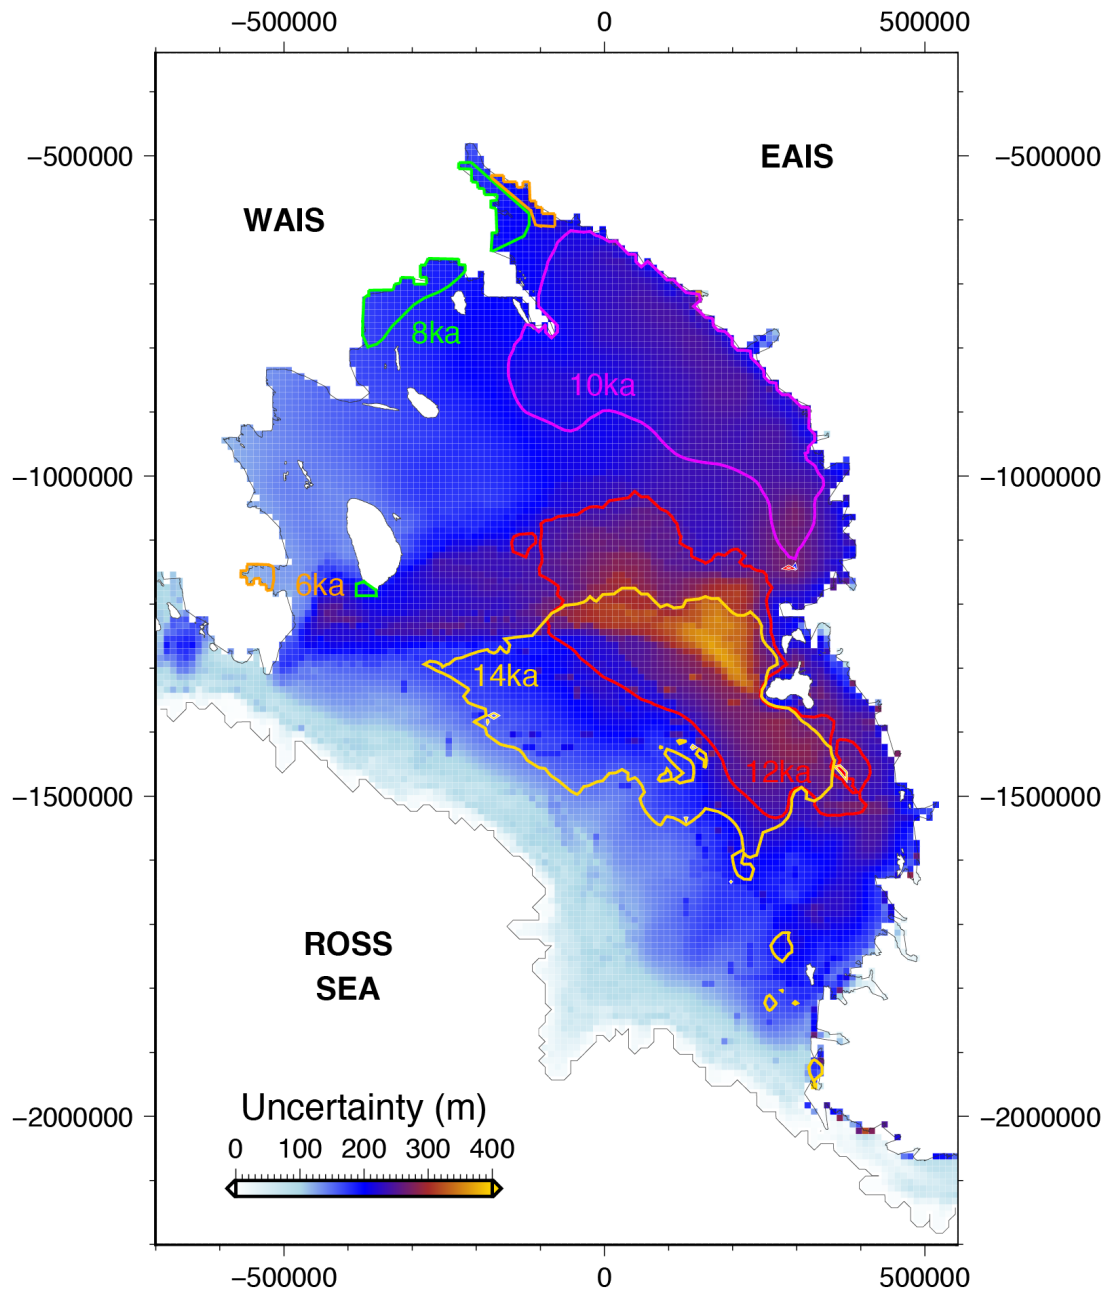 −500000 0 500000
−500000 −500000
EAIS
WAIS
8ka
10ka
−1000000 −1000000
6ka
14ka
12ka
−1500000 −1500000
ROSS
SEA
Uncertainty (m)
−2000000 −2000000
0 100 200 300 400
−500000 0 500000